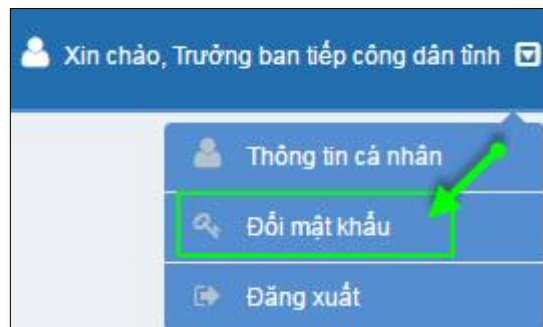 Xin chào, Trưởng ban tiếp công dân tỉnh
Thông tin cá nhân
Đổi mật khẩu
Đăng xuất